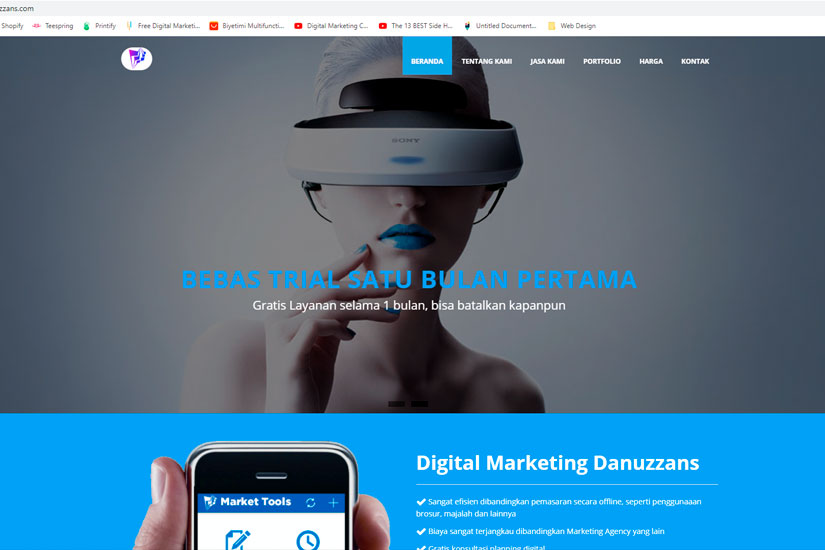 zzans.com
Shopify
Teespring
Printify
Free Digital Marketi...
Biyetimi Multifuncti...
Digital Marketing C...
The 13 BEST Side H...
Untitled Document...
Web Design
BERANDA
TENTANG KAMI
JASA KAMI
PORTFOLIO
HARGA
KONTAK
SONY
BEBAS TRIAL SATU BULAN PERTAMA
Gratis Layanan selama 1 bulan, bisa batalkan kapanpun
Digital Marketing Danuzzans
Market Tools
Sangat efisien dibandingkan pemasaran secara offline, seperti penggunaaan
brosur, majalah dan lainnya
Biaya sangat terjangkau dibandingkan Marketing Agency yang lain
Gratis konsultasi planning digital